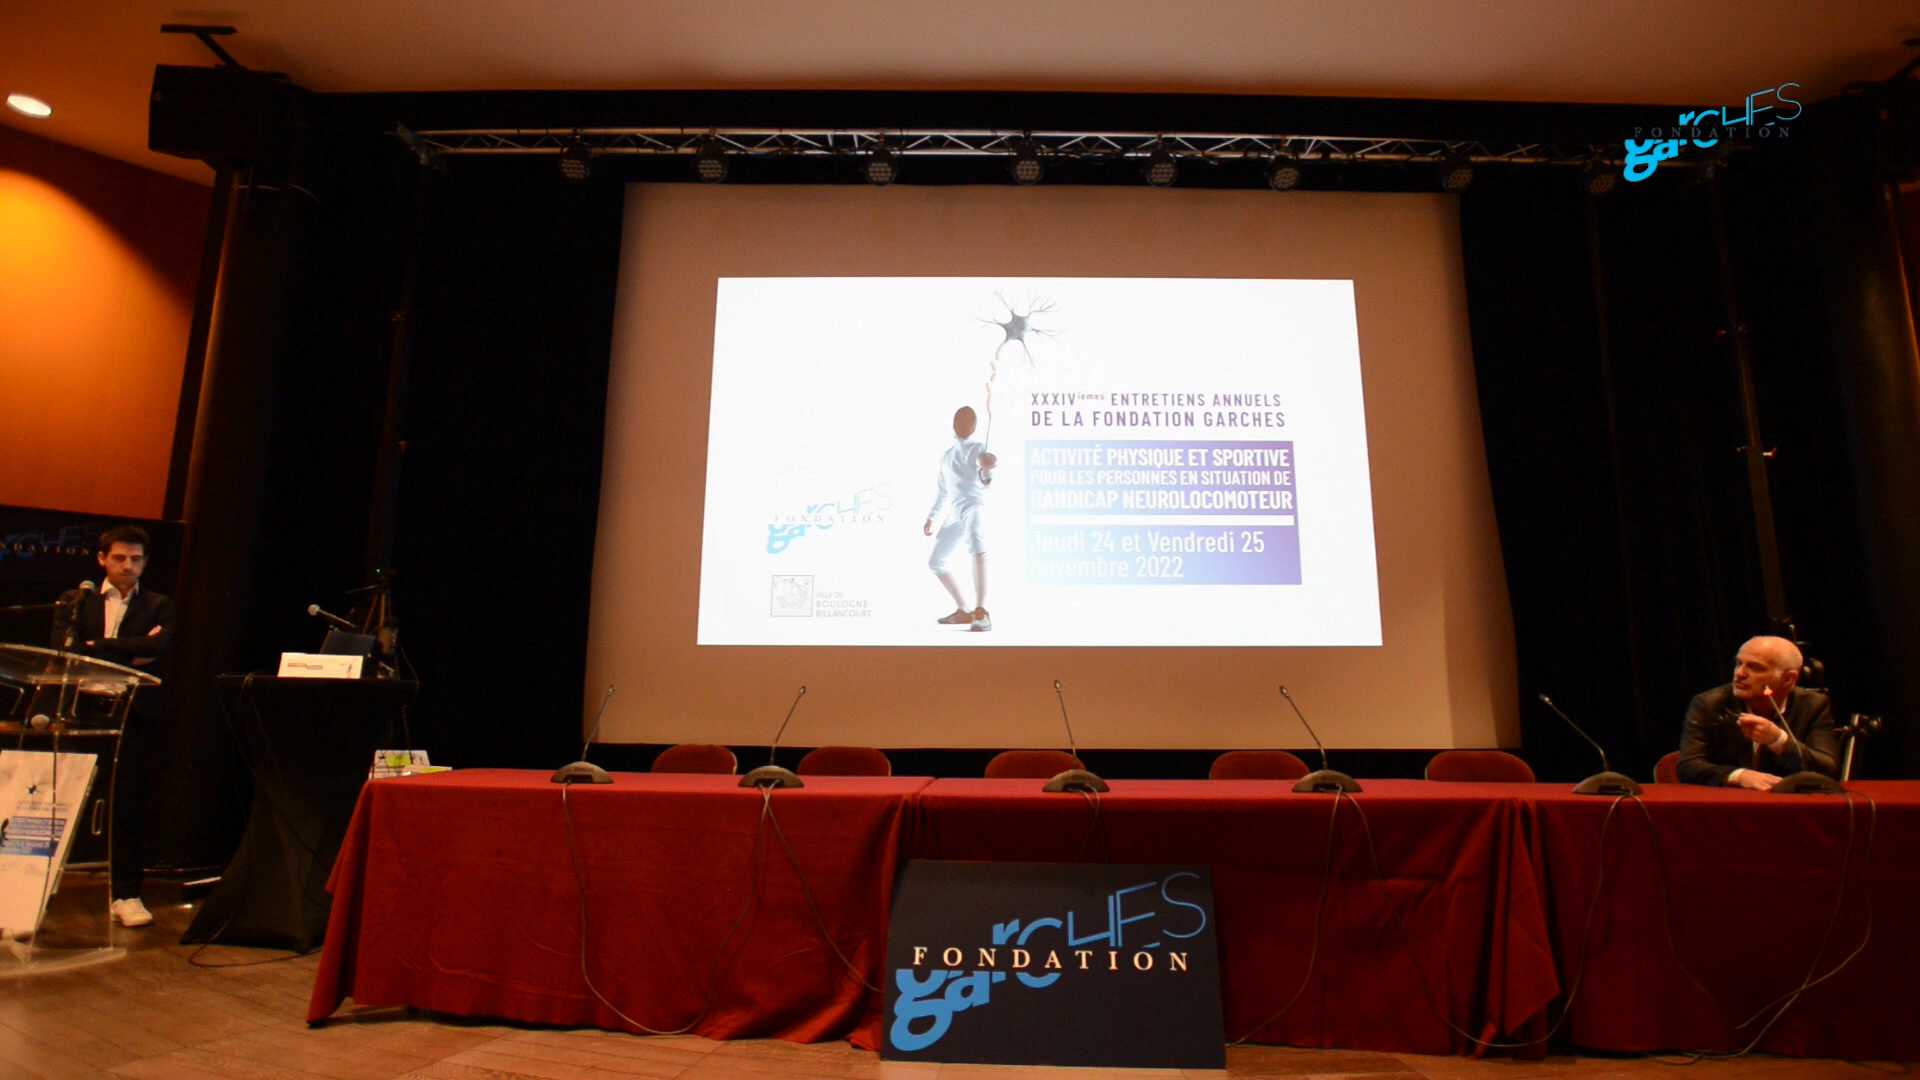 garcHES
FONDATION
XXXIVièmes ENTRETIENS ANNUELS
DE LA FONDATION GARCHES
ACTIVITÉ PHYSIQUE ET SPORTIVE
POUR LES PERSONNES EN SITUATION DE
HANDICAP NEUROLOCOMOTEUR
Jeudi 24 et Vendredi 25
novembre 2022
garcHES
FONDATION
VILLE DE
BOULOGNE-
BILLANCOURT
garcHES
FONDATION